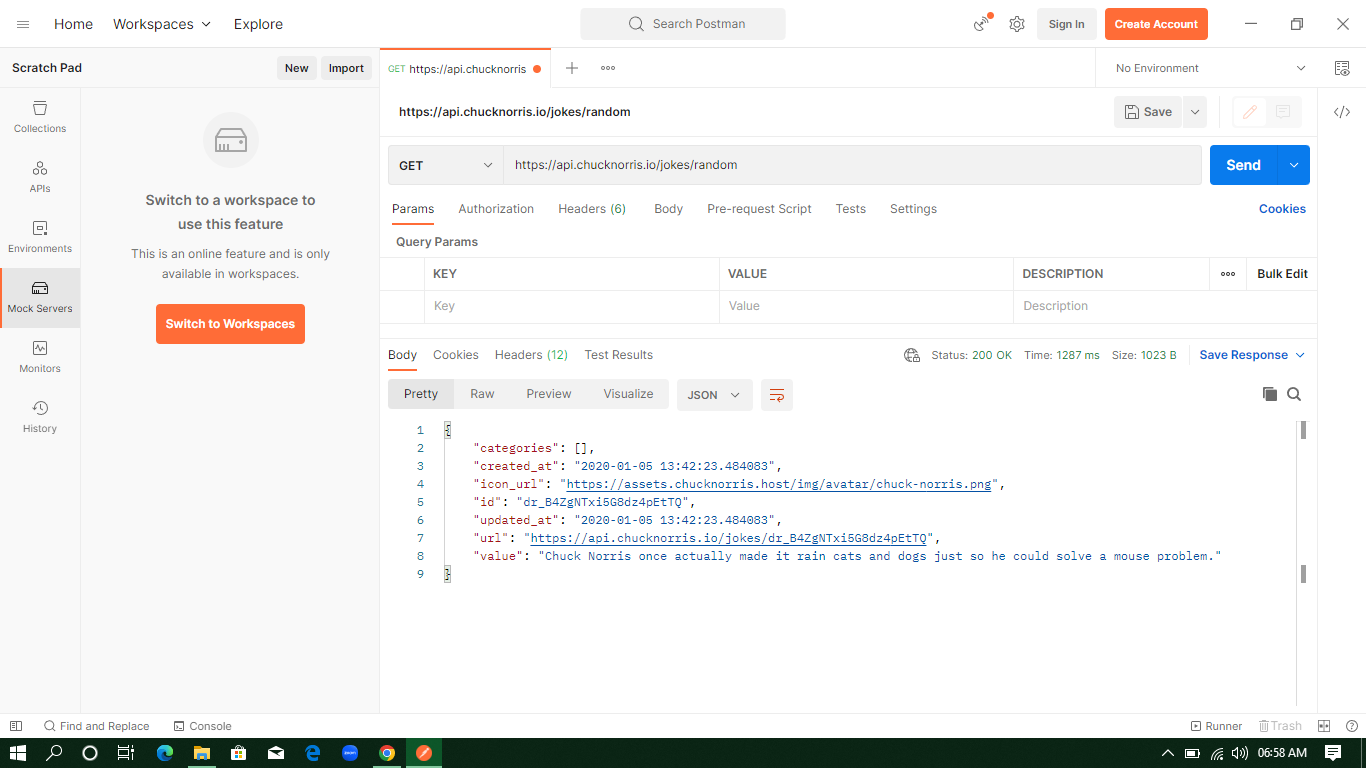 Home Workspaces Explore Search Postman Sign In Create Account
Scratch Pad New Import GET https://api.chucknorris No Environment
Collections
APIs
Environments
Mock Servers
Monitors
History
Switch to a workspace to
use this feature
This is an online feature and is only
available in workspaces.
Switch to Workspaces
https://api.chucknorris.io/jokes/random Save
GET https://api.chucknorris.io/jokes/random Send
Params Authorization Headers (6) Body Pre-request Script Tests Settings Cookies
Query Params
KEY VALUE DESCRIPTION Bulk Edit
Key Value Description
Body Cookies Headers (12) Test Results Status: 200 OK Time: 1287 ms Size: 1023 B Save Response
Pretty Raw Preview Visualize JSON
1 {
2 "categories": [],
3 "created_at": "2020-01-05 13:42:23.484083",
4 "icon_url": "https://assets.chucknorris.host/img/avatar/chuck-norris.png",
5 "id": "dr_B4ZgNTxi5G8dz4pEtTQ",
6 "updated_at": "2020-01-05 13:42:23.484083",
7 "url": "https://api.chucknorris.io/jokes/dr_B4ZgNTxi5G8dz4pEtTQ",
8 "value": "Chuck Norris once actually made it rain cats and dogs just so he could solve a mouse problem."
9 }
Find and Replace Console Runner Trash
zoom 06:58 AM